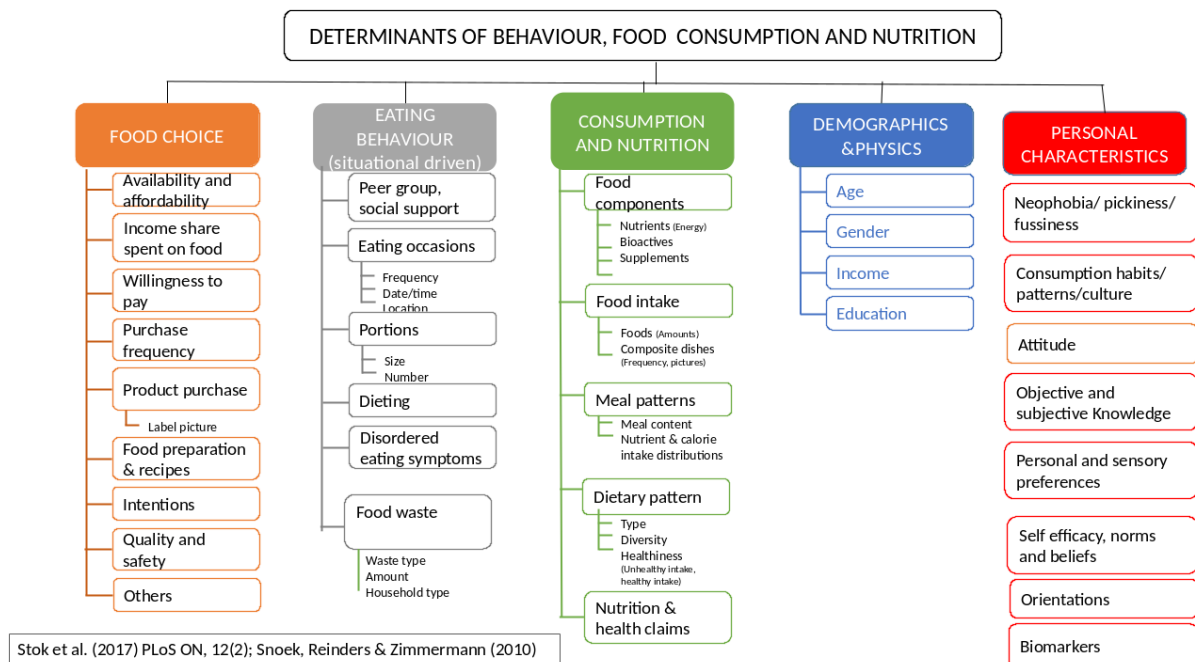 DETERMINANTS OF BEHAVIOUR, FOOD CONSUMPTION AND NUTRITION
FOOD CHOICE
Availability and
affordability
Income share
spent on food
Willingness to
pay
Purchase
frequency
Product purchase
Label picture
Food preparation
& recipes
Intentions
Quality and
safety
Others
EATING
BEHAVIOUR
(situational driven)
Peer group,
social support
Eating occasions
Frequency
Date/time
Location
Portions
Size
Number
Dieting
Disordered
eating symptoms
Food waste
Waste type
Amount
Household type
CONSUMPTION
AND NUTRITION
Food
components
Nutrients (Energy)
Bioactives
Supplements
Food intake
Foods (Amounts)
Composite dishes
(Frequency, pictures)
Meal patterns
Meal content
Nutrient & calorie
intake distributions
Dietary pattern
Type
Diversity
Healthiness
(Unhealthy intake,
healthy intake)
Nutrition &
health claims
DEMOGRAPHICS
&PHYSICS
Age
Gender
Income
Education
PERSONAL
CHARACTERISTICS
Neophobia/ pickiness/
fussiness
Consumption habits/
patterns/culture
Attitude
Objective and
subjective Knowledge
Personal and sensory
preferences
Self efficacy, norms
and beliefs
Orientations
Biomarkers
Stok et al. (2017) PLoS ON, 12(2); Snoek, Reinders & Zimmermann (2010)